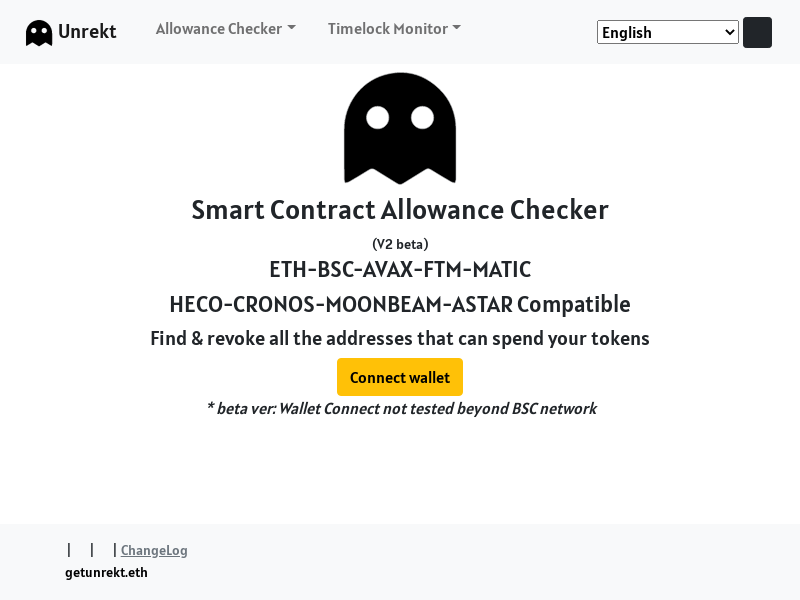 Unrekt
Allowance Checker
Timelock Monitor
English
Smart Contract Allowance Checker
(V2 beta)
ETH-BSC-AVAX-FTM-MATIC
HECO-CRONOS-MOONBEAM-ASTAR Compatible
Find & revoke all the addresses that can spend your tokens
Connect wallet
* beta ver: Wallet Connect not tested beyond BSC network
| | | ChangeLog
getunrekt.eth